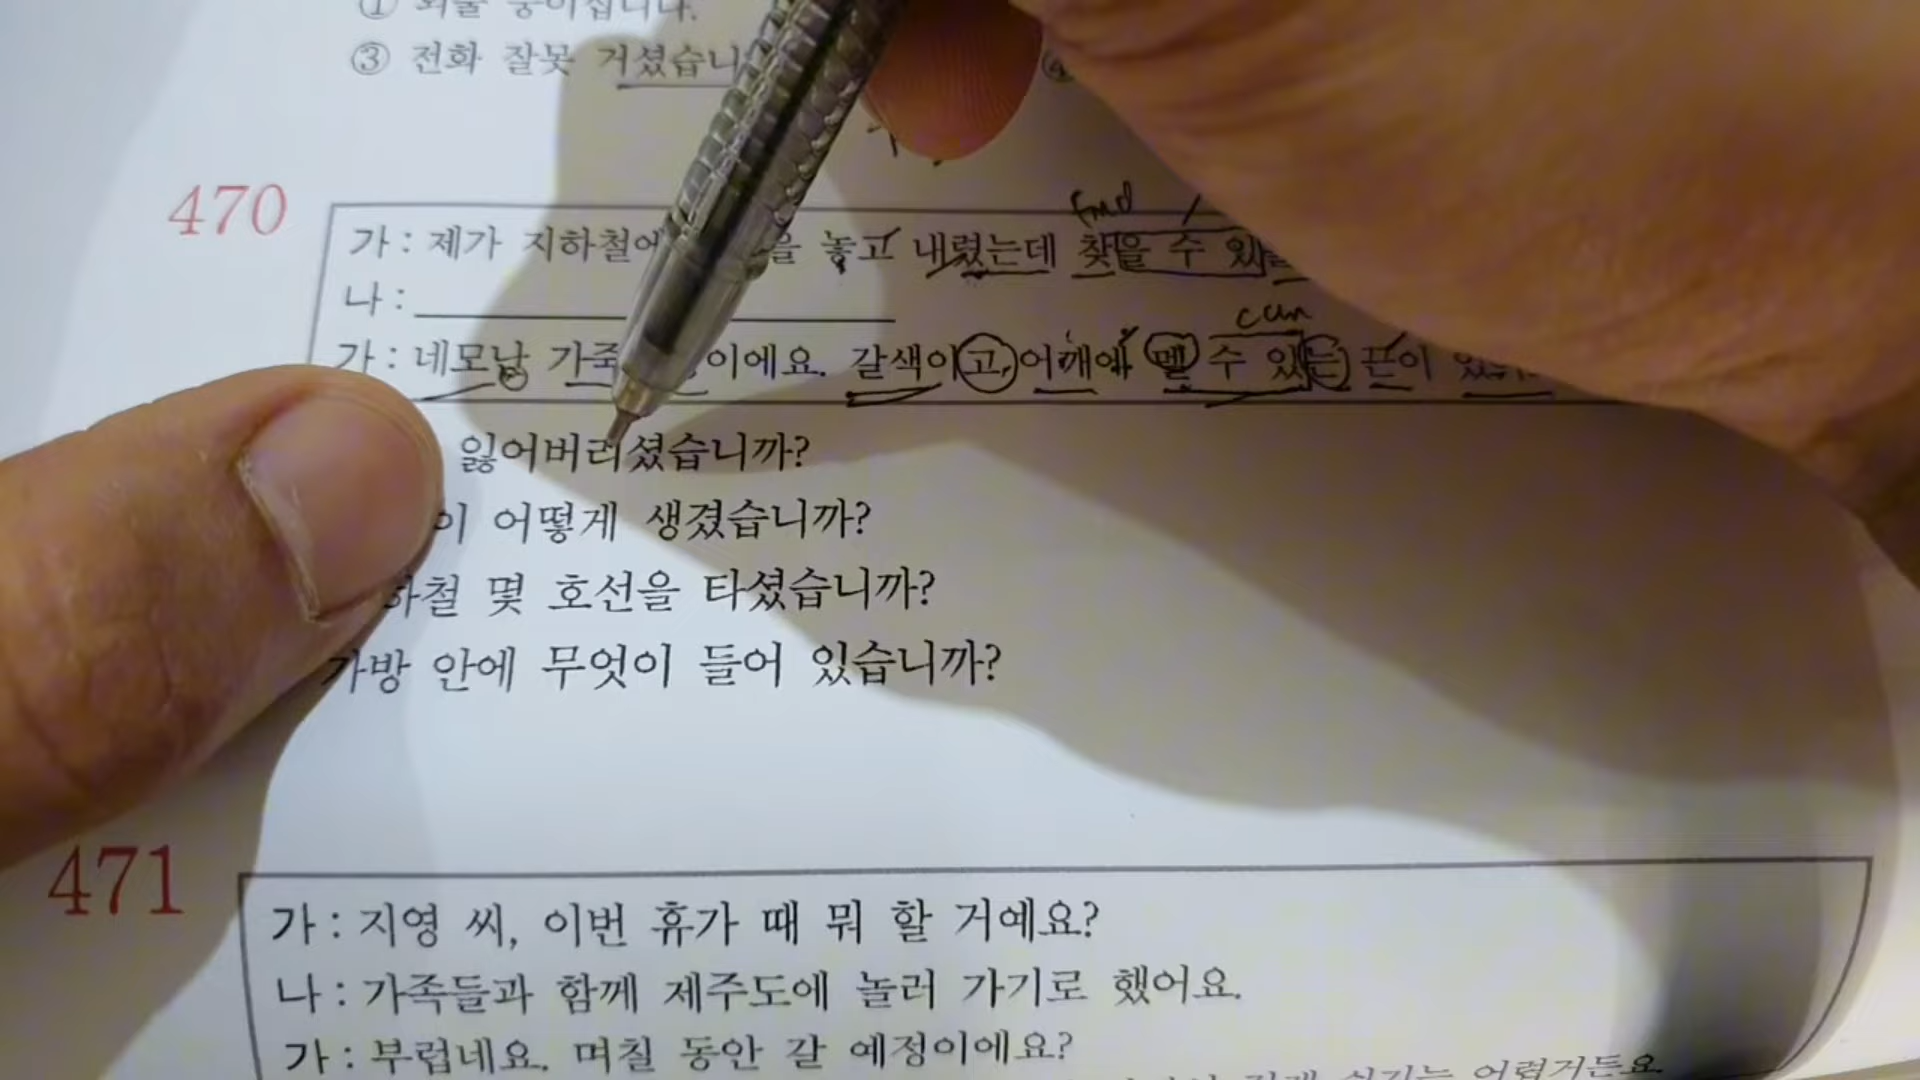 ③ 전화 잘못 거셨습니
470
find
가 : 제가 지하철에 을 놓고 내렸는데 찾을 수 있
나 :
can
가 : 네모난 가죽 이에요. 갈색이고, 어깨에 멜 수 있는 끈이
잃어버리셨습니까?
이 어떻게 생겼습니까?
하철 몇 호선을 타셨습니까?
가방 안에 무엇이 들어 있습니까?
471
가 : 지영 씨, 이번 휴가 때 뭐 할 거예요?
나 : 가족들과 함께 제주도에 놀러 가기로 했어요.
가 : 부럽네요. 며칠 동안 갈 예정이에요?
어렵거든요.